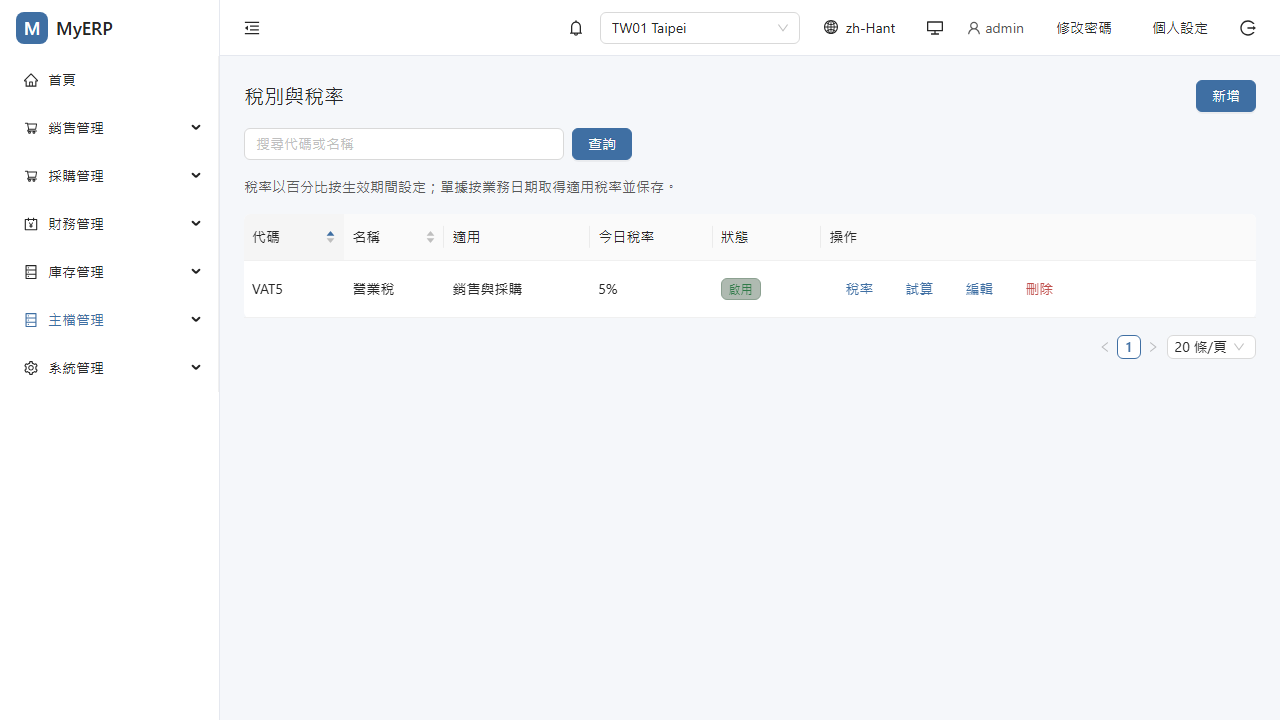 M MyERP
TW01 Taipei
zh-Hant
admin
修改密碼
個人設定
首頁
銷售管理
採購管理
財務管理
庫存管理
主檔管理
系統管理
稅別與稅率
新增
搜尋代碼或名稱
查詢
稅率以百分比按生效期間設定；單據按業務日期取得適用稅率並保存。
代碼 名稱 適用 今日稅率 狀態 操作
VAT5 營業稅 銷售與採購 5% 啟用 稅率 試算 編輯 刪除
1 20 條/頁